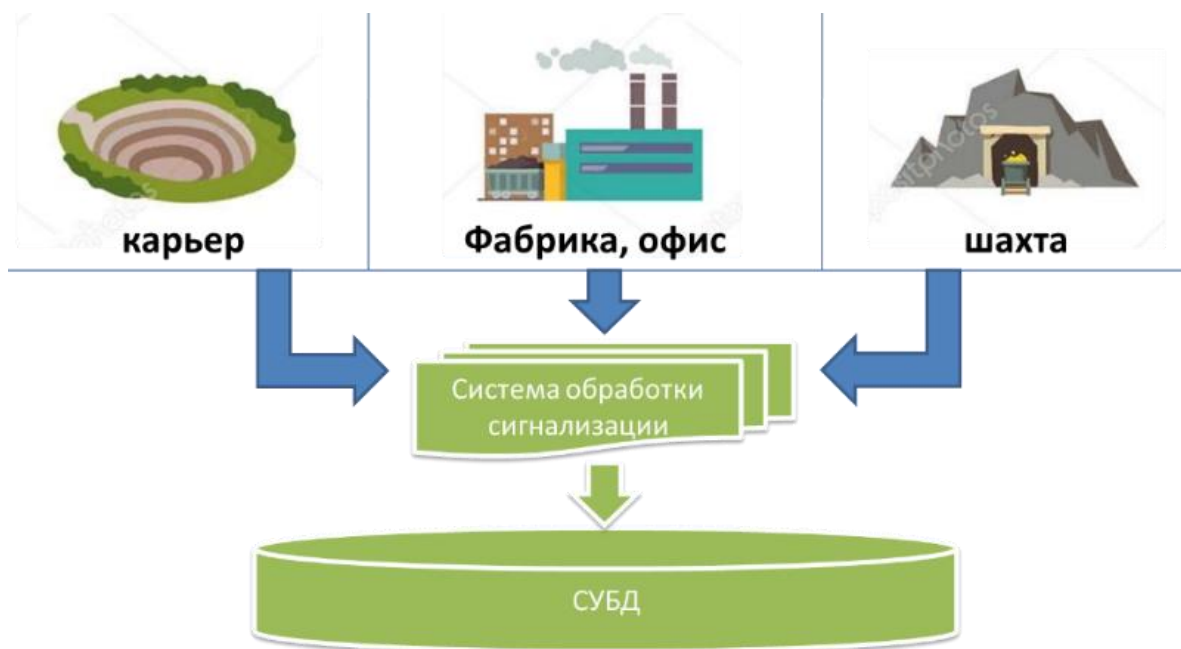 карьер
Фабрика, офис
шахта
Система обработки
сигнализации
СУБД